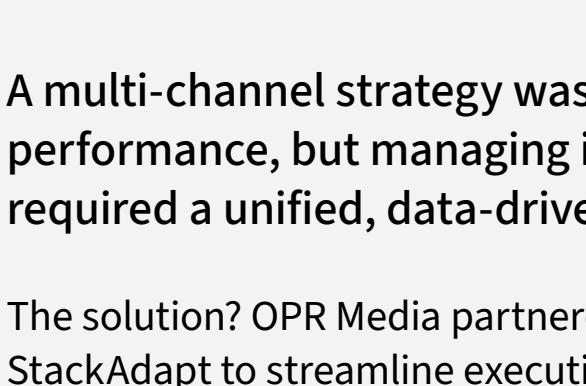 A multi-channel strategy was
performance, but managing
required a unified, data-drive
The solution? OPR Media partner
StackAdapt to streamline executi